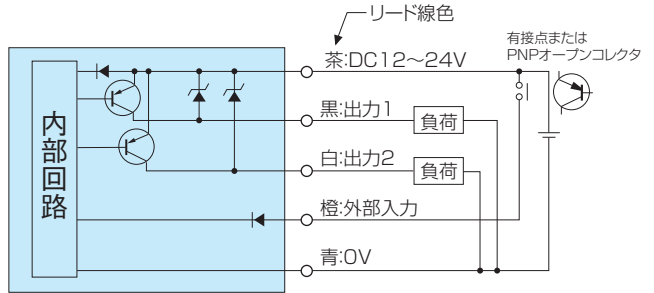 リード線色
有接点または
PNPオープンコレクタ
茶:DC12〜24V
黒:出力1
負荷
白:出力2
負荷
橙:外部入力
青:0V
内部回路